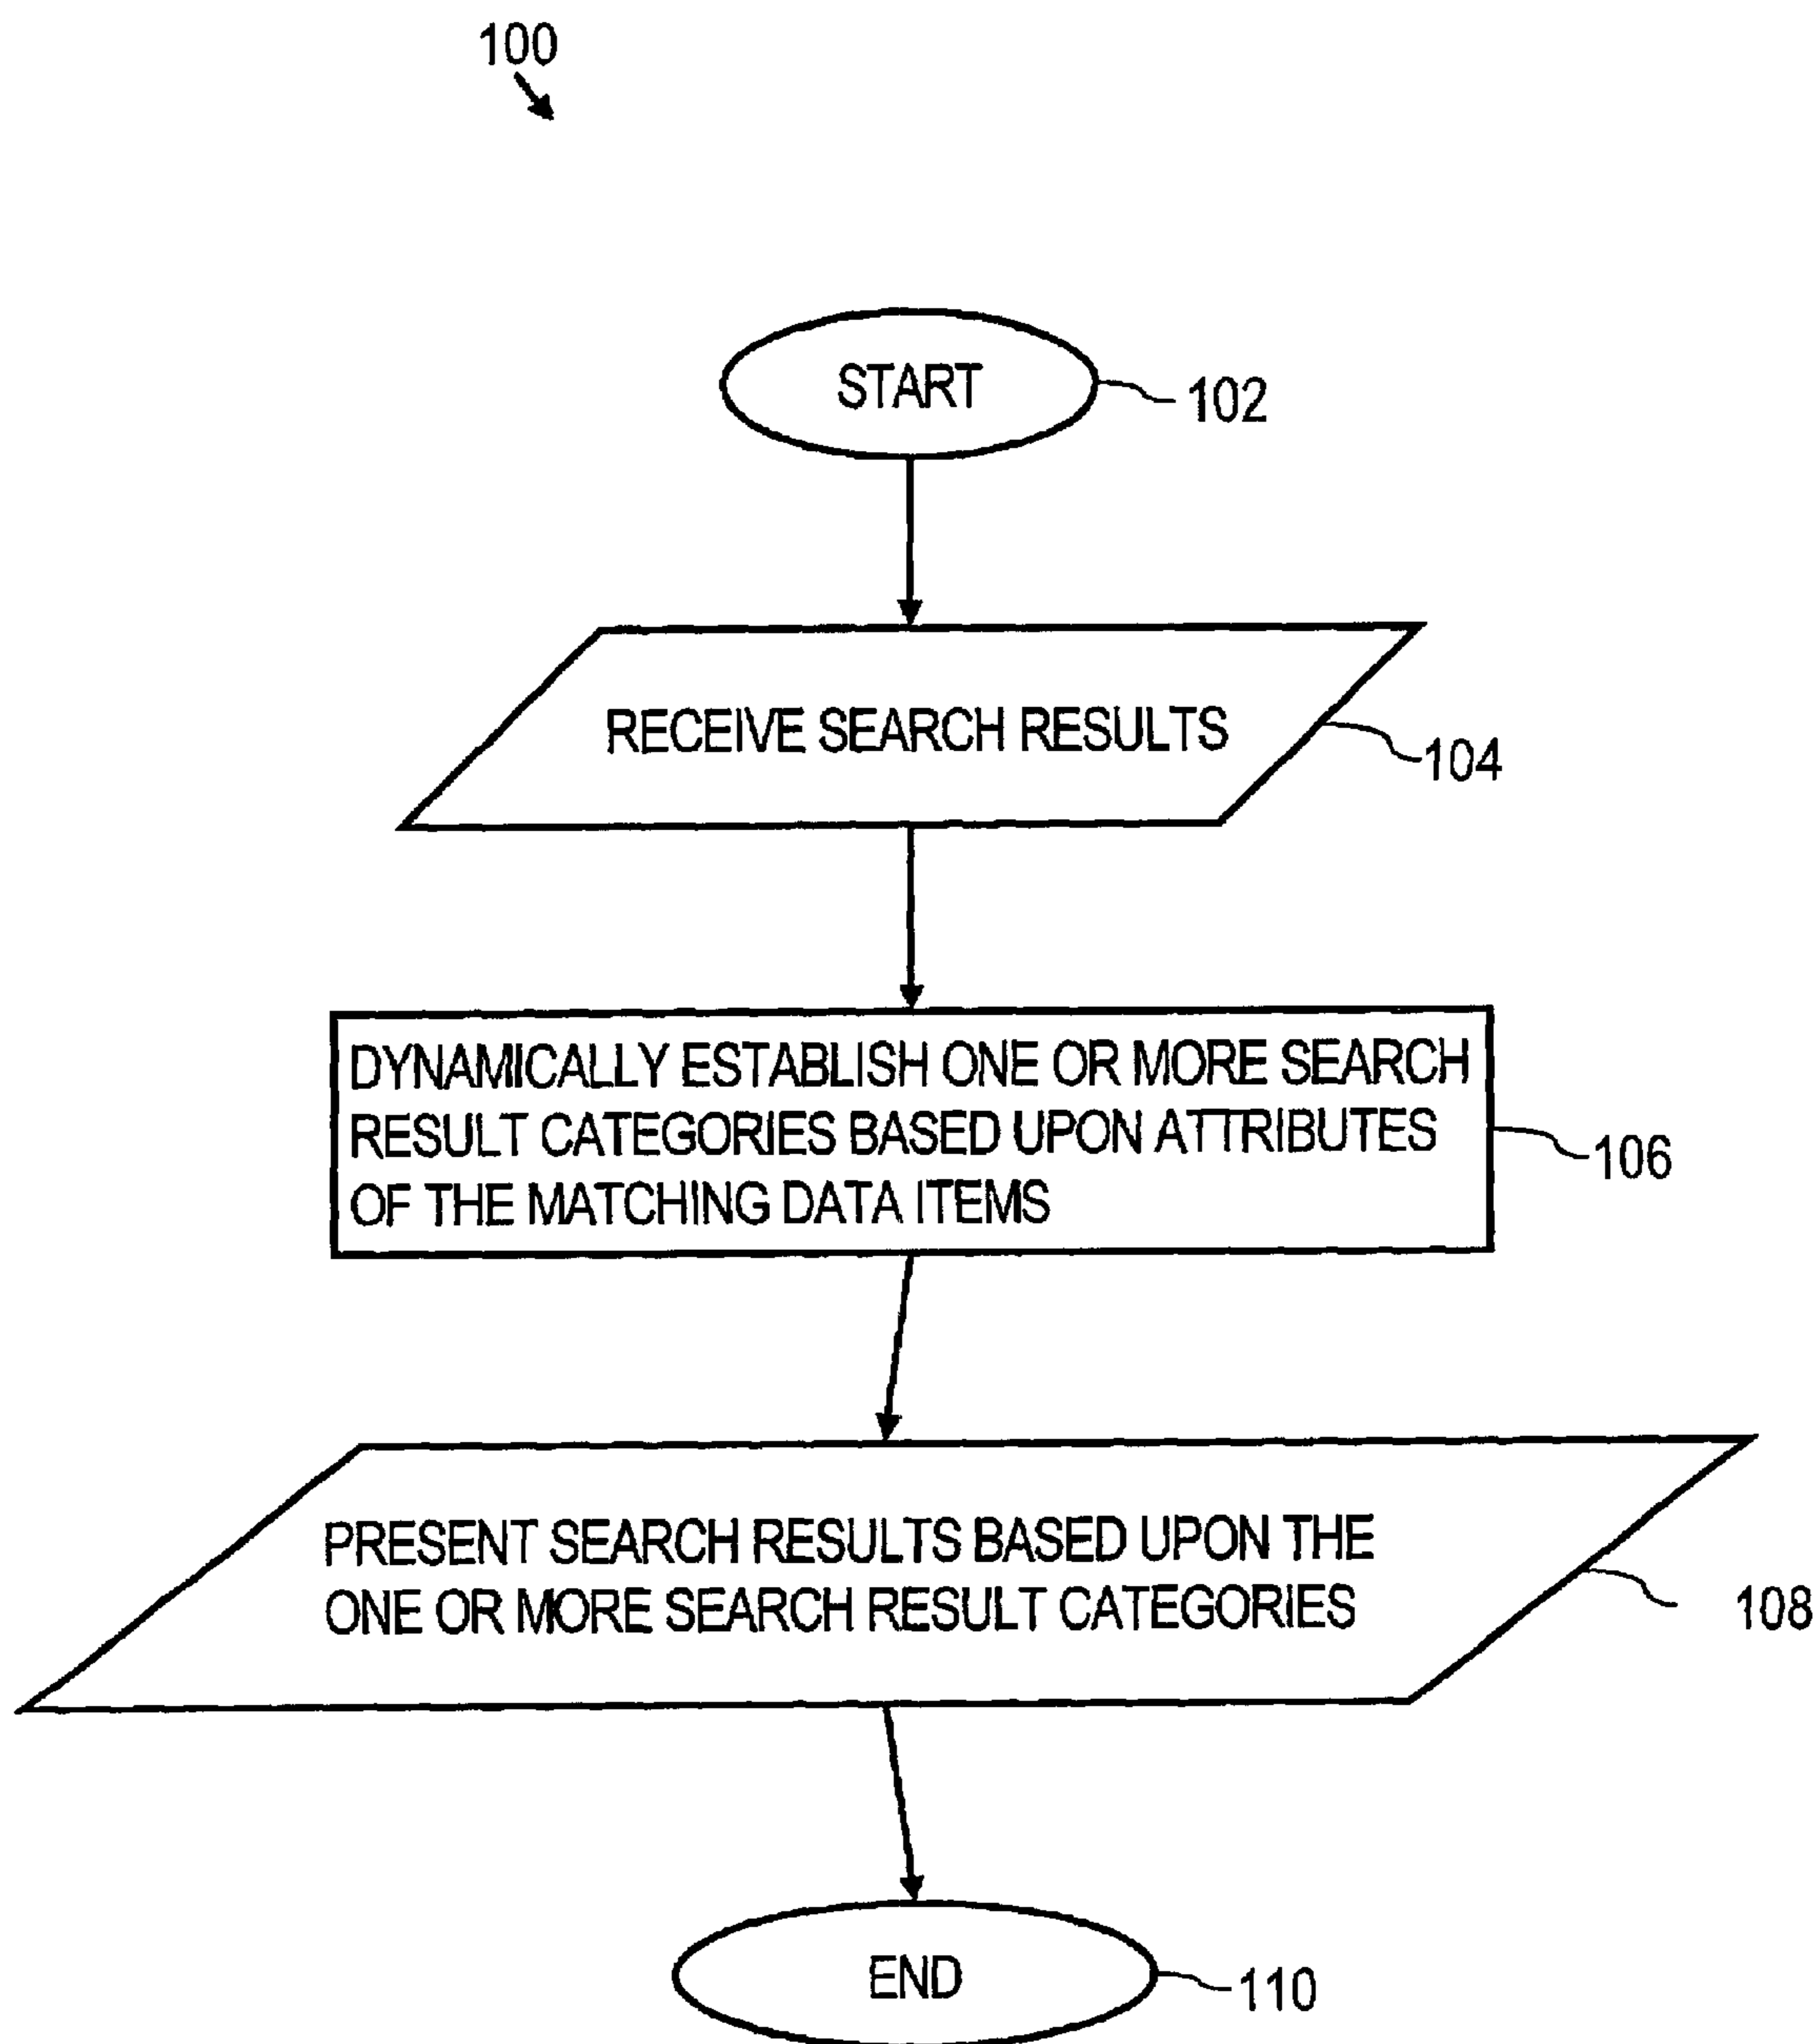 100
START
102
RECEIVE SEARCH RESULTS
104
DYNAMICALLY ESTABLISH ONE OR MORE SEARCH
RESULT CATEGORIES BASED UPON ATTRIBUTES
OF THE MATCHING DATA ITEMS
106
PRESENT SEARCH RESULTS BASED UPON THE
ONE OR MORE SEARCH RESULT CATEGORIES
108
END
110